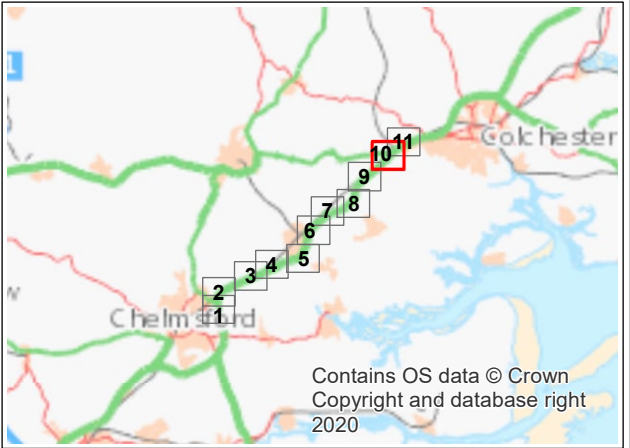 1
11
10
Colchester
9
8
7
6
5
4
3
2
1
Chelmsford
w
Contains OS data © Crown
Copyright and database right
2020